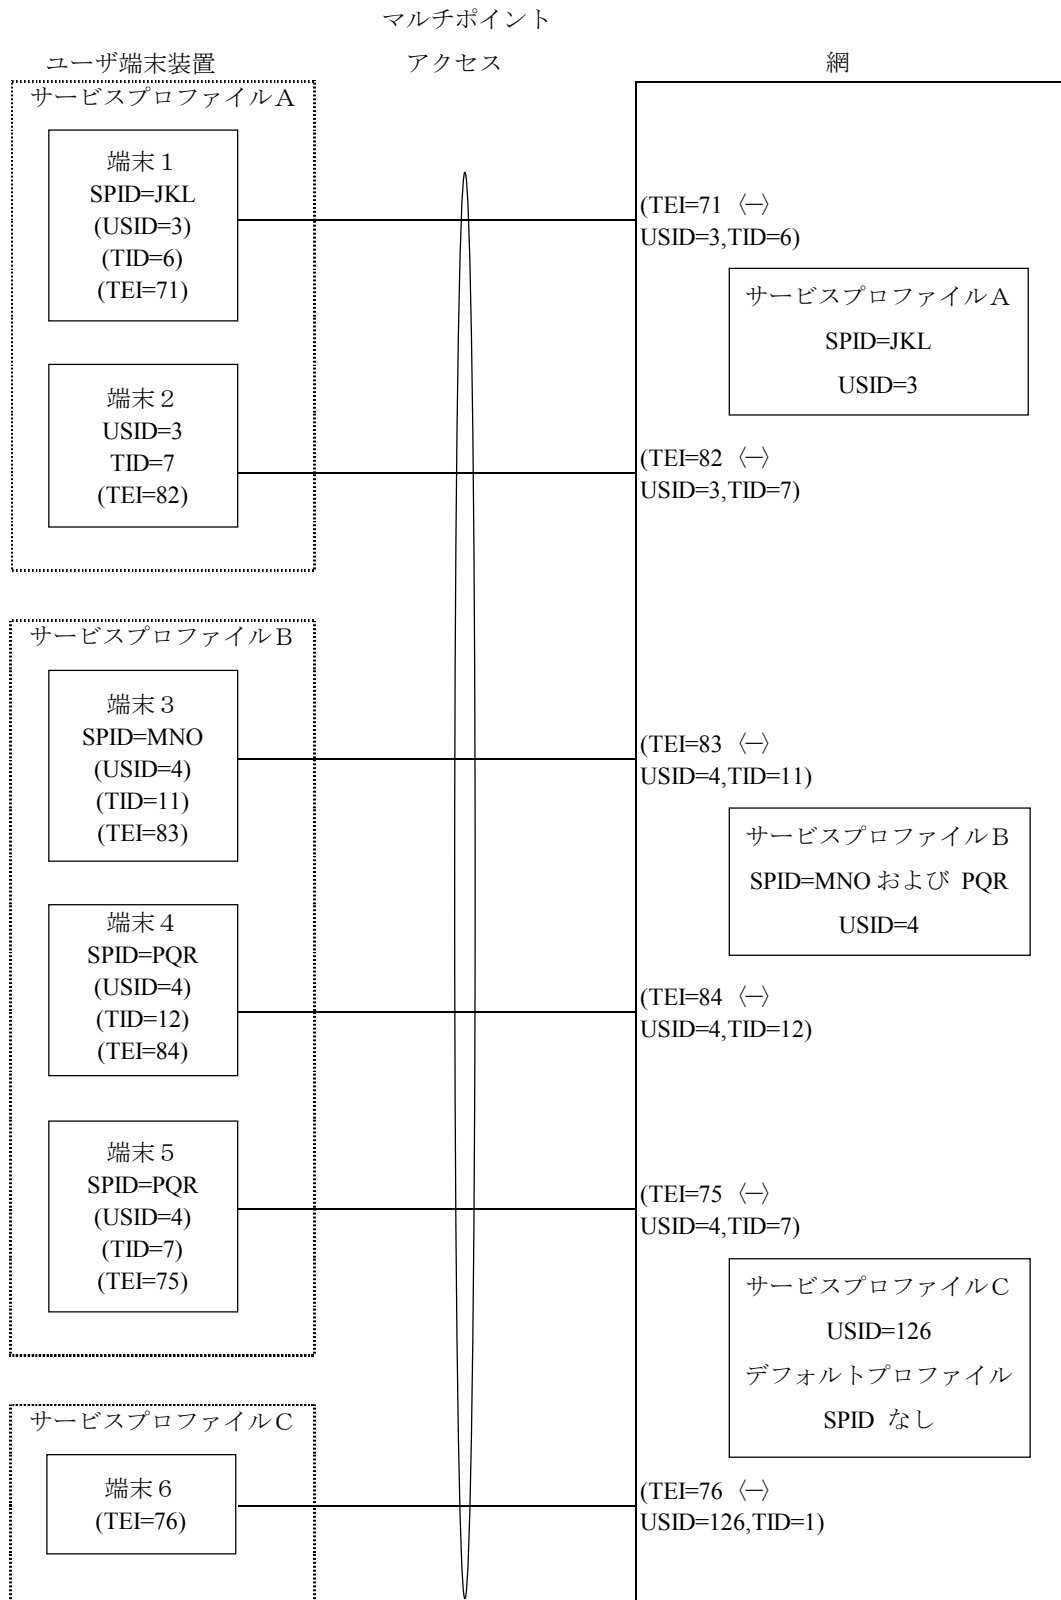 マルチポイント
アクセス
ユーザ端末装置
網
サービスプロファイルA
端末1
SPID=JKL
(USID=3)
(TID=6)
(TEI=71)
(TEI=71 〈─〉
USID=3,TID=6)
サービスプロファイルA
SPID=JKL
USID=3
端末2
USID=3
TID=7
(TEI=82)
(TEI=82 〈─〉
USID=3,TID=7)
サービスプロファイルB
端末3
SPID=MNO
(USID=4)
(TID=11)
(TEI=83)
(TEI=83 〈─〉
USID=4,TID=11)
サービスプロファイルB
SPID=MNO および PQR
USID=4
端末4
SPID=PQR
(USID=4)
(TID=12)
(TEI=84)
(TEI=84 〈─〉
USID=4,TID=12)
端末5
SPID=PQR
(USID=4)
(TID=7)
(TEI=75)
(TEI=75 〈─〉
USID=4,TID=7)
サービスプロファイルC
USID=126
デフォルトプロファイル
SPID なし
サービスプロファイルC
端末6
(TEI=76)
(TEI=76 〈─〉
USID=126,TID=1)